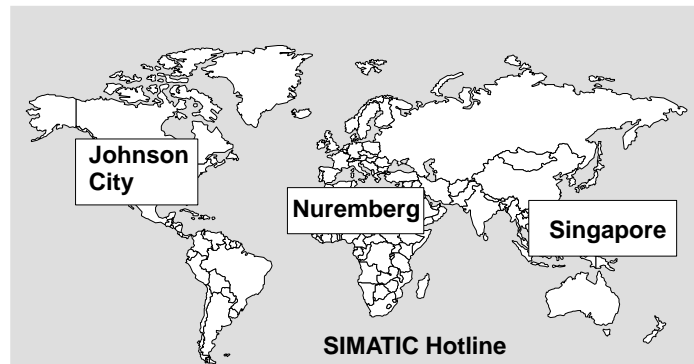 Johnson
City
Nuremberg
Singapore
SIMATIC Hotline